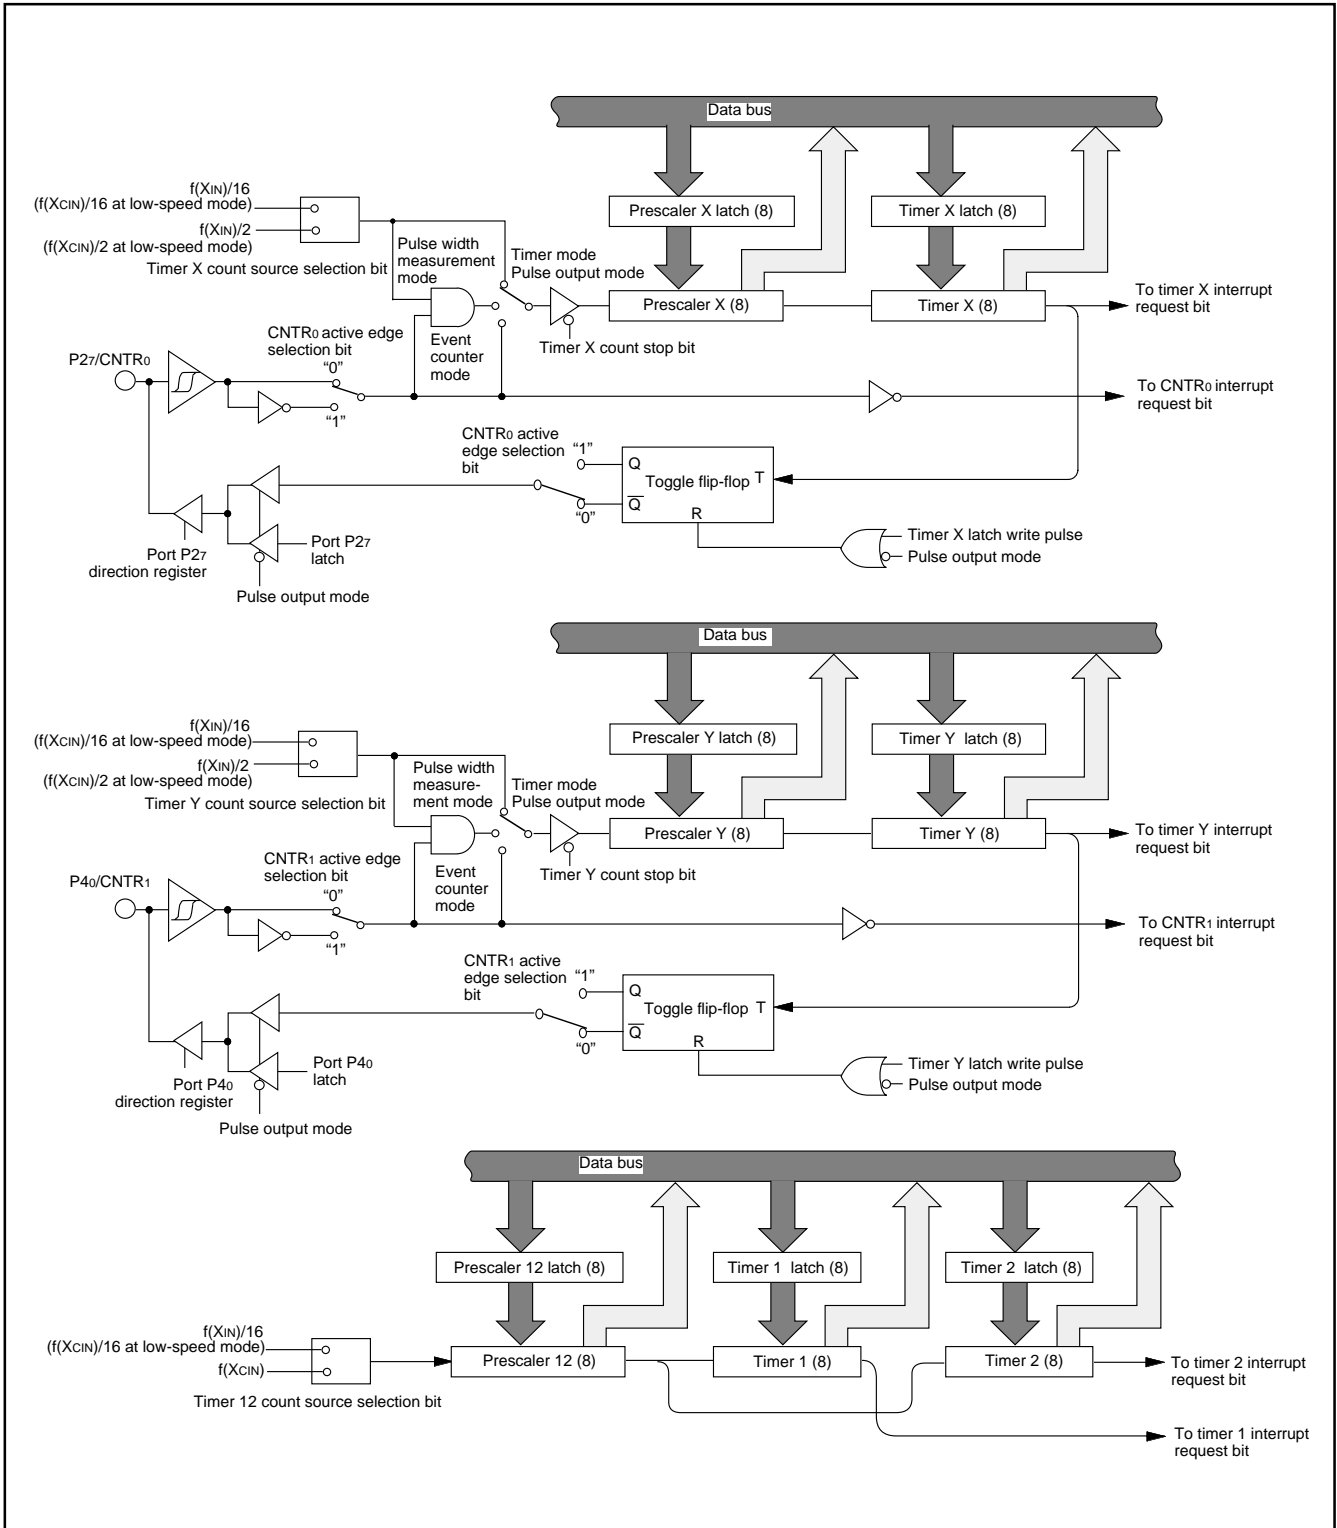 Data bus
f(XIN)/16
(f(XCIN)/16 at low-speed mode)
f(XIN)/2
(f(XCIN)/2 at low-speed mode)
Timer X count source selection bit
Pulse width
measurement
mode
Timer mode
Pulse output mode
Prescaler X latch (8)
Timer X latch (8)
Prescaler X (8)
Timer X (8)
To timer X interrupt
request bit
Timer X count stop bit
CNTR0 active edge
selection bit
"0"
"1"
Event
counter
mode
P27/CNTR0
To CNTR0 interrupt
request bit
CNTR0 active
edge selection
bit
"1"
"0"
Q
Q
Toggle flip-flop
T
R
Timer X latch write pulse
Pulse output mode
Port P27
direction register
Port P27
latch
Pulse output mode
Data bus
f(XIN)/16
(f(XCIN)/16 at low-speed mode)
f(XIN)/2
(f(XCIN)/2 at low-speed mode)
Timer Y count source selection bit
Pulse width
measure-
ment mode
Timer mode
Pulse output mode
Prescaler Y latch (8)
Timer Y latch (8)
Prescaler Y (8)
Timer Y (8)
To timer Y interrupt
request bit
Timer Y count stop bit
CNTR1 active edge
selection bit
"0"
"1"
Event
counter
mode
P40/CNTR1
To CNTR1 interrupt
request bit
CNTR1 active
edge selection
bit
"1"
"0"
Q
Q
Toggle flip-flop
T
R
Timer Y latch write pulse
Pulse output mode
Port P40
direction register
Port P40
latch
Pulse output mode
Data bus
Prescaler 12 latch (8)
Timer 1 latch (8)
Timer 2 latch (8)
f(XIN)/16
(f(XCIN)/16 at low-speed mode)
f(XCIN)
Timer 12 count source selection bit
Prescaler 12 (8)
Timer 1 (8)
Timer 2 (8)
To timer 2 interrupt
request bit
To timer 1 interrupt
request bit